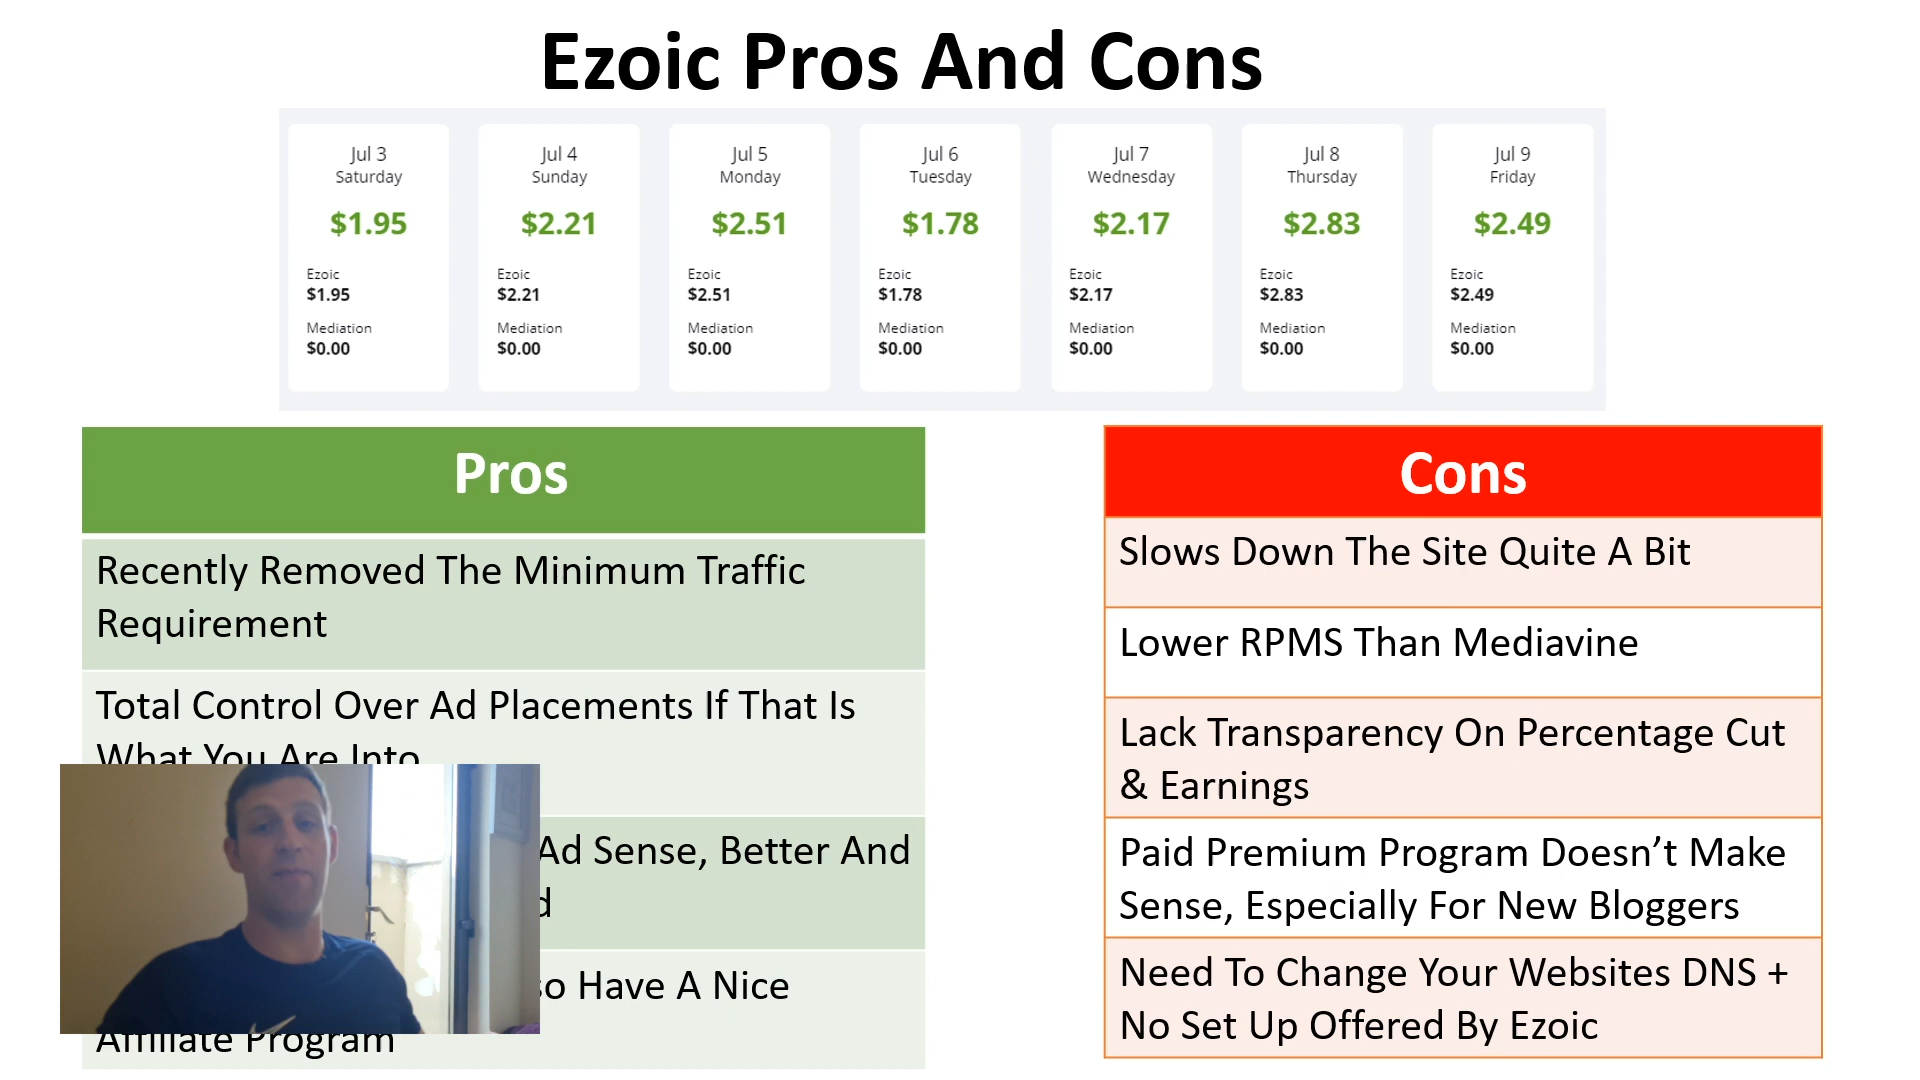 Ezoic Pros And Cons
Jul 3
Saturday
$1.95
Ezoic
$1.95
Mediation
$0.00
Jul 4
Sunday
$2.21
Ezoic
$2.21
Mediation
$0.00
Jul 5
Monday
$2.51
Ezoic
$2.51
Mediation
$0.00
Jul 6
Tuesday
$1.78
Ezoic
$1.78
Mediation
$0.00
Jul 7
Wednesday
$2.17
Ezoic
$2.17
Mediation
$0.00
Jul 8
Thursday
$2.83
Ezoic
$2.83
Mediation
$0.00
Jul 9
Friday
$2.49
Ezoic
$2.49
Mediation
$0.00
Pros
Recently Removed The Minimum Traffic
Requirement
Total Control Over Ad Placements If That Is
What You Are Into
Ad Sense, Better And
Have A Nice
Affiliate Program
Cons
Slows Down The Site Quite A Bit
Lower RPMS Than Mediavine
Lack Transparency On Percentage Cut
& Earnings
Paid Premium Program Doesn’t Make
Sense, Especially For New Bloggers
Need To Change Your Websites DNS +
No Set Up Offered By Ezoic